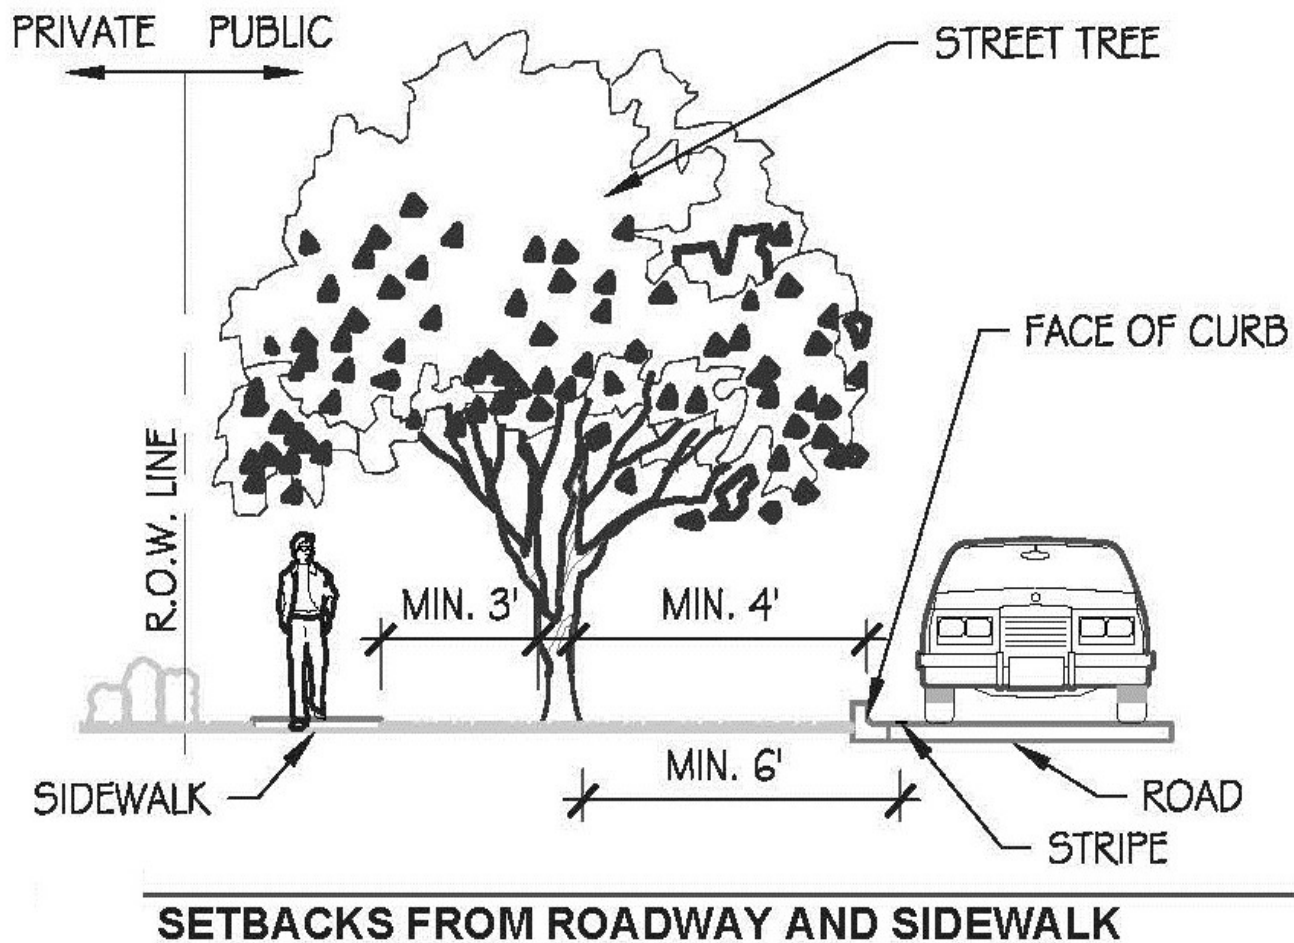 PRIVATE PUBLIC
STREET TREE
FACE OF CURB
R.O.W. LINE
MIN. 3' MIN. 4'
MIN. 6'
SIDEWALK
ROAD
STRIPE
SETBACKS FROM ROADWAY AND SIDEWALK